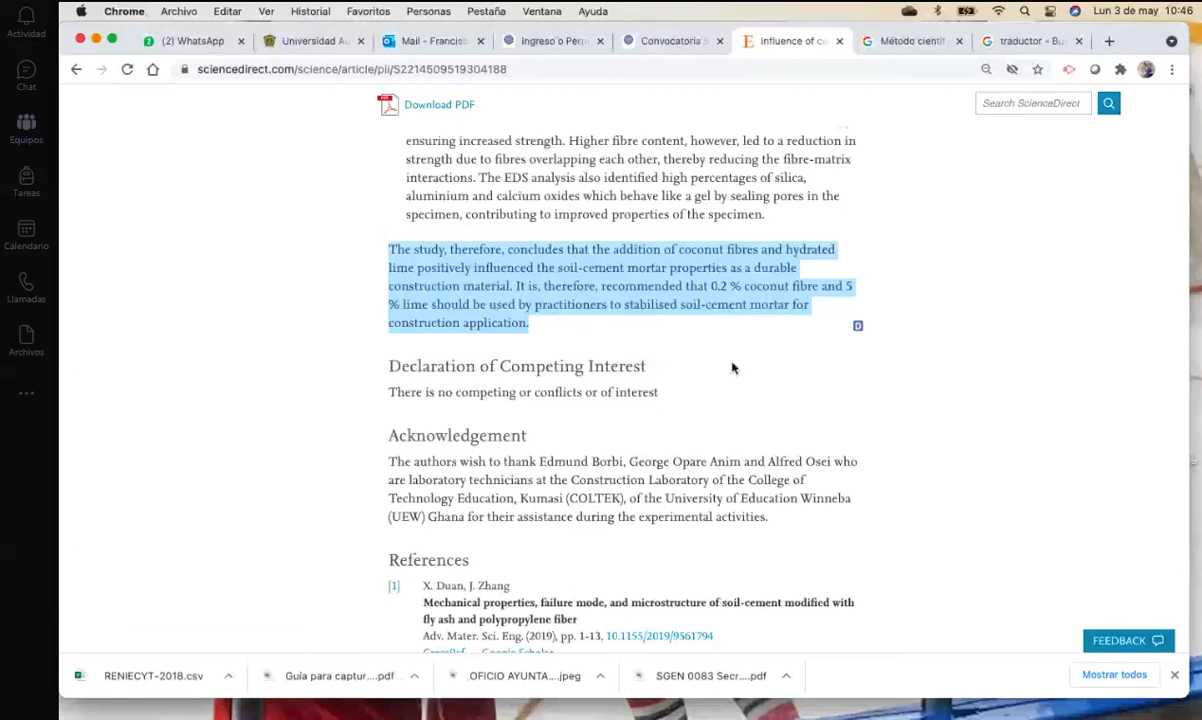 Chrome Archivo Editar Ver Historial Favoritos Personas Pestaña Ventana Ayuda Lun 3 de may 10:46
(2) WhatsApp Universidad Au Mail - Francisc Ingreso o Perm Convocatoria S Influence of co Método científ traductor - Bu
sciencedirect.com/science/article/pii/S2214509519304188
Actividad
Chat
Equipos
Tareas
Calendario
Llamadas
Archivos
Download PDF
Search ScienceDirect
ensuring increased strength. Higher fibre content, however, led to a reduction in
strength due to fibres overlapping each other, thereby reducing the fibre-matrix
interactions. The EDS analysis also identified high percentages of silica,
aluminium and calcium oxides which behave like a gel by sealing pores in the
specimen, contributing to improved properties of the specimen.
The study, therefore, concludes that the addition of coconut fibres and hydrated
lime positively influenced the soil-cement mortar properties as a durable
construction material. It is, therefore, recommended that 0.2 % coconut fibre and 5
% lime should be used by practitioners to stabilised soil-cement mortar for
construction application.
Declaration of Competing Interest
There is no competing or conflicts or of interest
Acknowledgement
The authors wish to thank Edmund Borbi, George Opare Anim and Alfred Osei who
are laboratory technicians at the Construction Laboratory of the College of
Technology Education, Kumasi (COLTEK), of the University of Education Winneba
(UEW) Ghana for their assistance during the experimental activities.
References
[1] X. Duan, J. Zhang
Mechanical properties, failure mode, and microstructure of soil-cement modified with
fly ash and polypropylene fiber
Adv. Mater. Sci. Eng. (2019), pp. 1-13, 10.1155/2019/9561794
CrossRef Google Scholar
FEEDBACK
RENIECYT-2018.csv Guía para captur....pdf OFICIO AYUNTA....jpeg SGEN 0083 Secr....pdf Mostrar todos